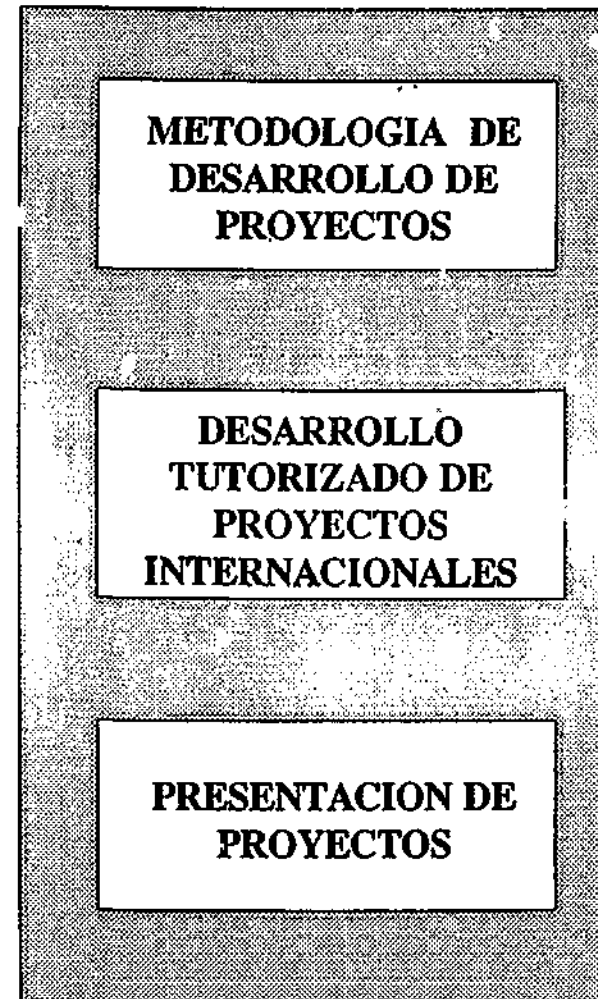 METODOLOGIA DE
DESARROLLO DE
PROYECTOS
DESARROLLO
TUTORIZADO DE
PROYECTOS
INTERNACIONALES
PRESENTACION DE
PROYECTOS